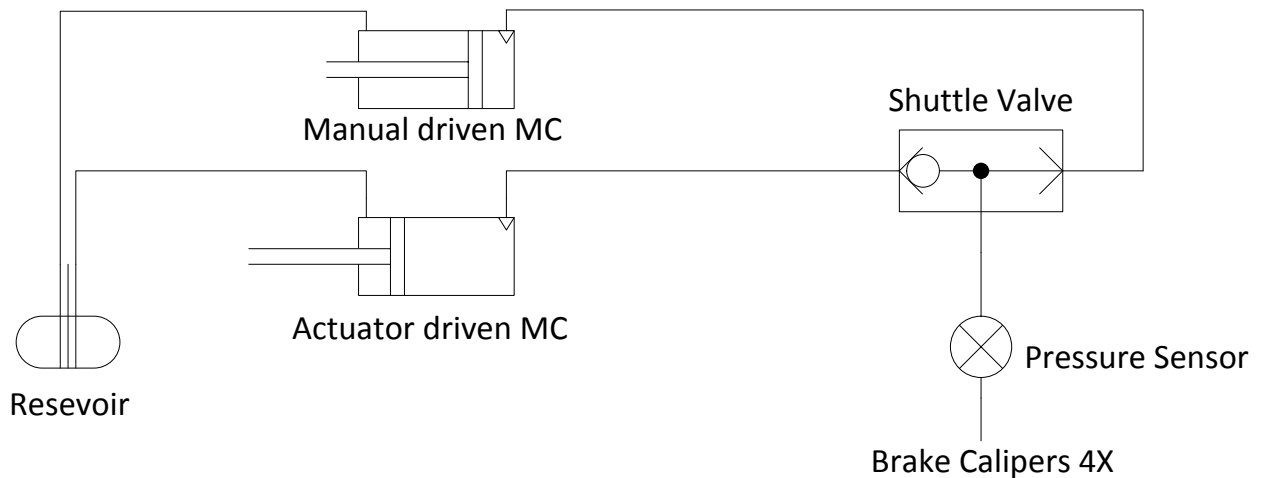 Manual driven MC
Shuttle Valve
Actuator driven MC
Pressure Sensor
Resevoir
Brake Calipers 4X